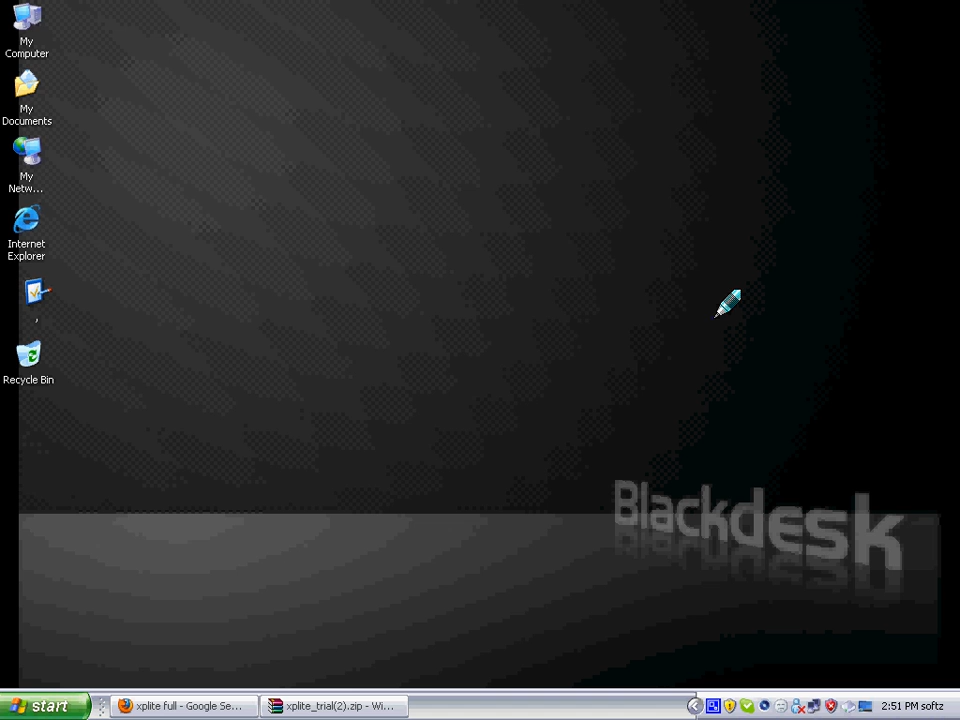 My
Computer
My
Documents
My
Netw...
Internet
Explorer
,
Recycle Bin
Blackdesk
start
xplite full - Google Se...
xplite_trial(2).zip - Wi...
2:51 PM softz